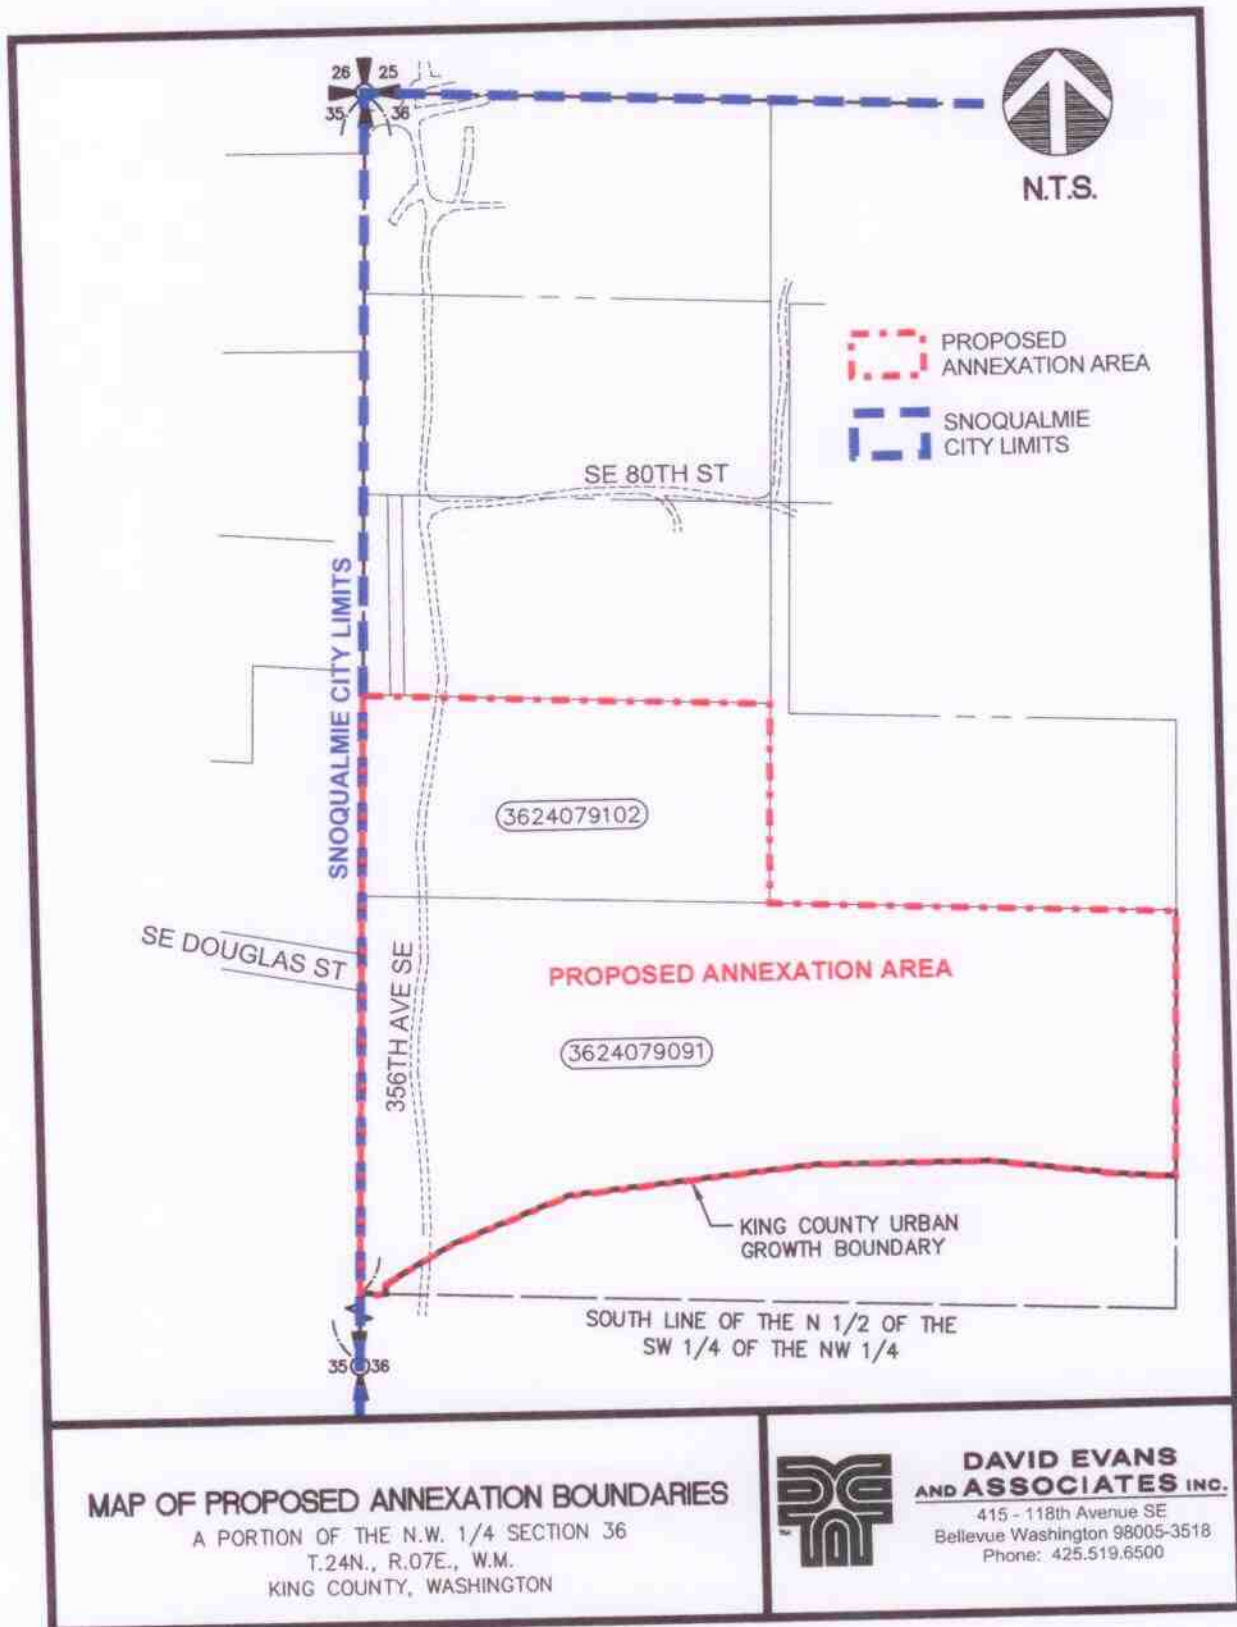 26 25
35 36
N.T.S.
PROPOSED
ANNEXATION AREA
SNOQUALMIE
CITY LIMITS
SE 80TH ST
SNOQUALMIE CITY LIMITS
3624079102
SE DOUGLAS ST
356TH AVE SE
PROPOSED ANNEXATION AREA
3624079091
KING COUNTY URBAN
GROWTH BOUNDARY
SOUTH LINE OF THE N 1/2 OF THE
SW 1/4 OF THE NW 1/4
35 36
MAP OF PROPOSED ANNEXATION BOUNDARIES
A PORTION OF THE N.W. 1/4 SECTION 36
T.24N., R.07E., W.M.
KING COUNTY, WASHINGTON
DAVID EVANS
AND ASSOCIATES INC.
415 - 118th Avenue SE
Bellevue Washington 98005-3518
Phone: 425.519.6500